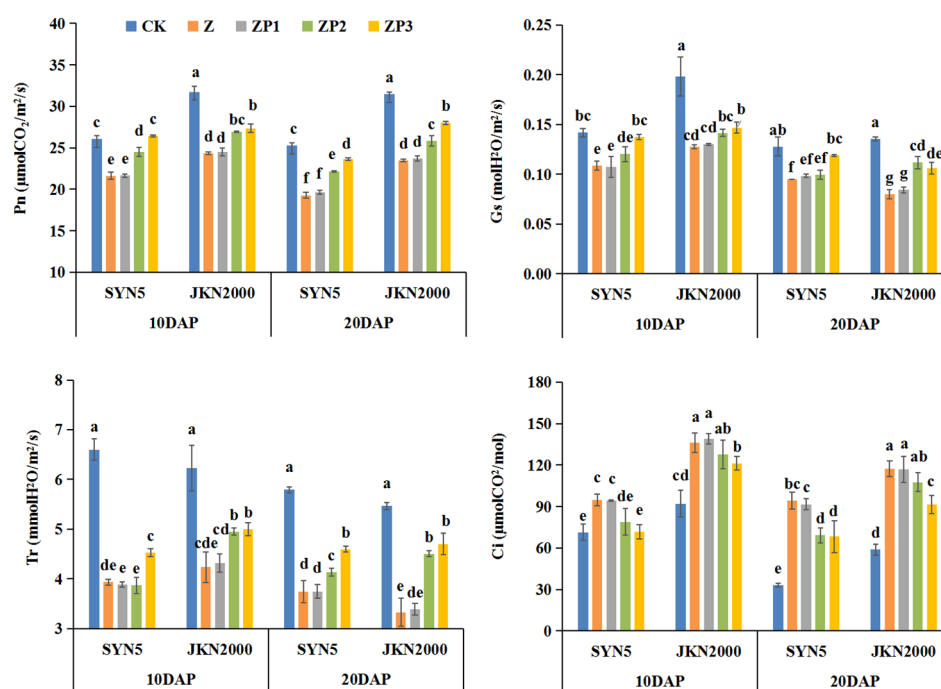 Pn (µmolCO₂/m²/s)
40
35
30
25
20
15
10
CK Z ZP1 ZP2 ZP3
c e e d c a d d bc b c f f e d a d d c b
SYN5 JKN2000 SYN5 JKN2000
10DAP 20DAP
Gs (molH²O/m²/s)
0.25
0.20
0.15
0.10
0.05
0.00
bc e e de bc a cd cd bc b ab f ef ef bc a g g cd de
SYN5 JKN2000 SYN5 JKN2000
10DAP 20DAP
Tr (mmolH²O/m²/s)
8
7
6
5
4
3
a de e e c a cde cd b b a d d c b a e de b b
SYN5 JKN2000 SYN5 JKN2000
10DAP 20DAP
Ci (µmolCO²/mol)
180
150
120
90
60
30
0
e c c de e cd a a ab b e bc c d d d a a ab c
SYN5 JKN2000 SYN5 JKN2000
10DAP 20DAP